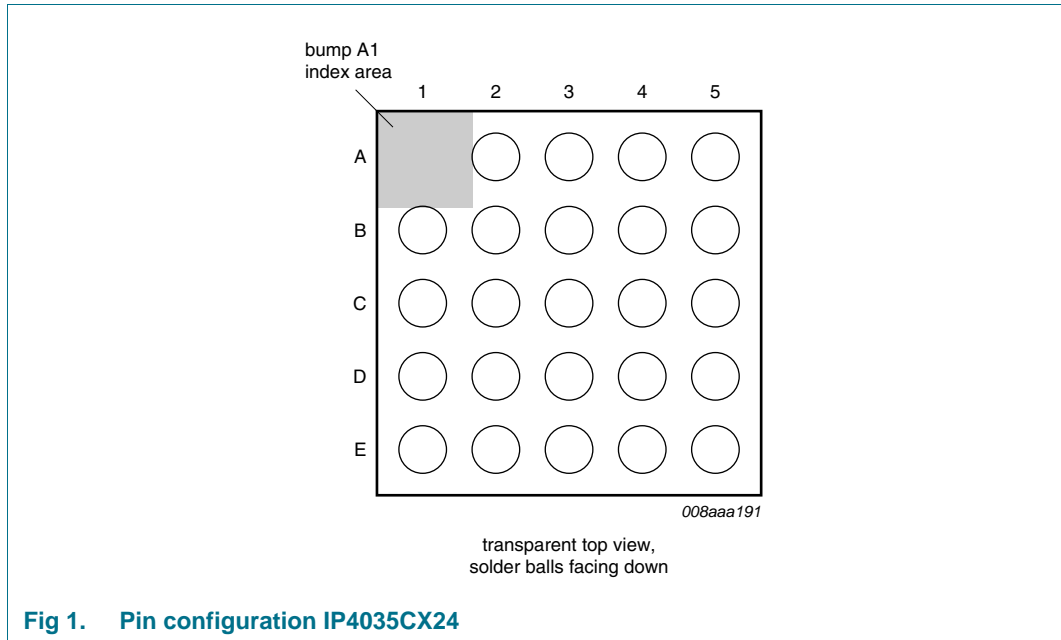 bump A1
index area
1 2 3 4 5
A
B
C
D
E
008aaa191
transparent top view,
solder balls facing down
Fig 1. Pin configuration IP4035CX24